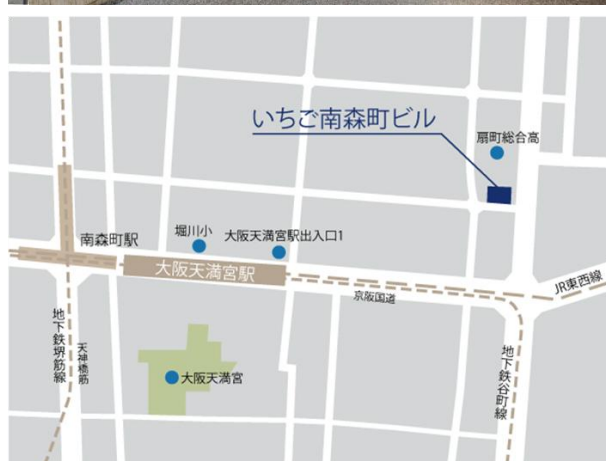 いちご南森町ビル
扇町総合高
堀川小
大阪天満宮駅出入口1
南森町駅
大阪天満宮駅
京阪国道
JR東西線
地下鉄堺筋線
天神橋筋
大阪天満宮
地下鉄谷町線